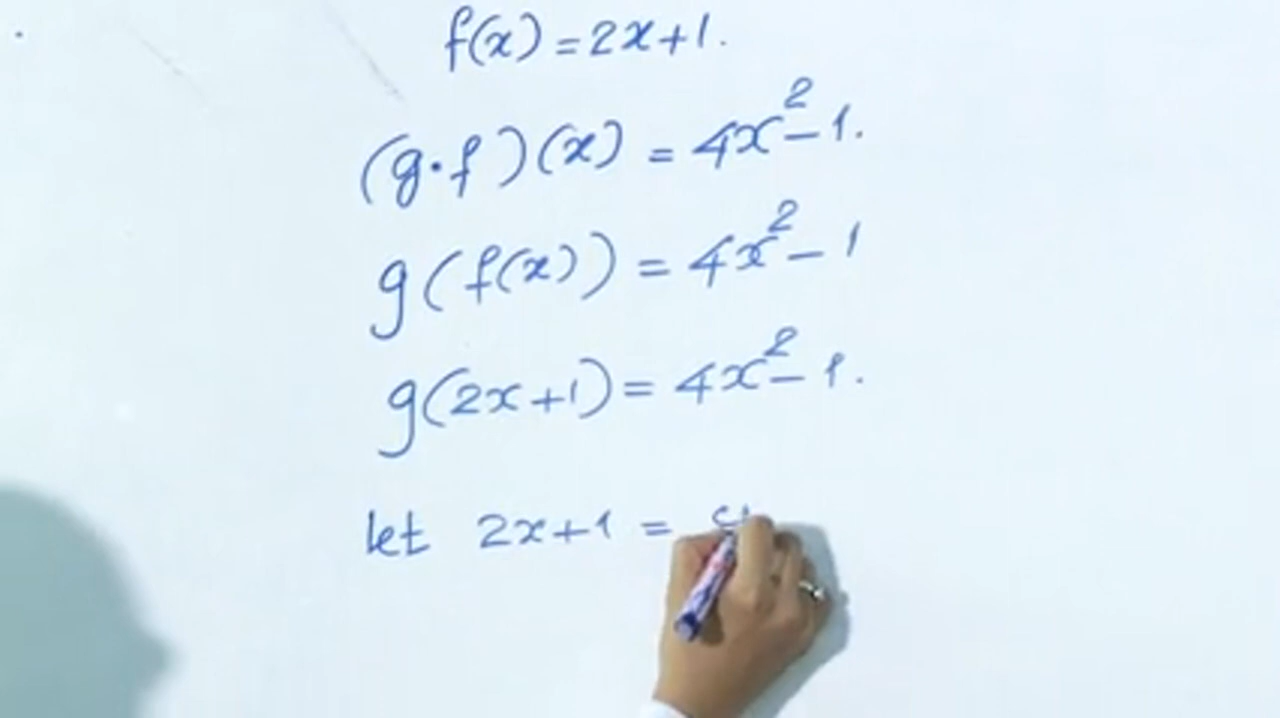 f(x) = 2x+1.
(g·f)(x) = 4x²-1.
g(f(x)) = 4x²-1
g(2x+1) = 4x²-1.
let 2x+1 =